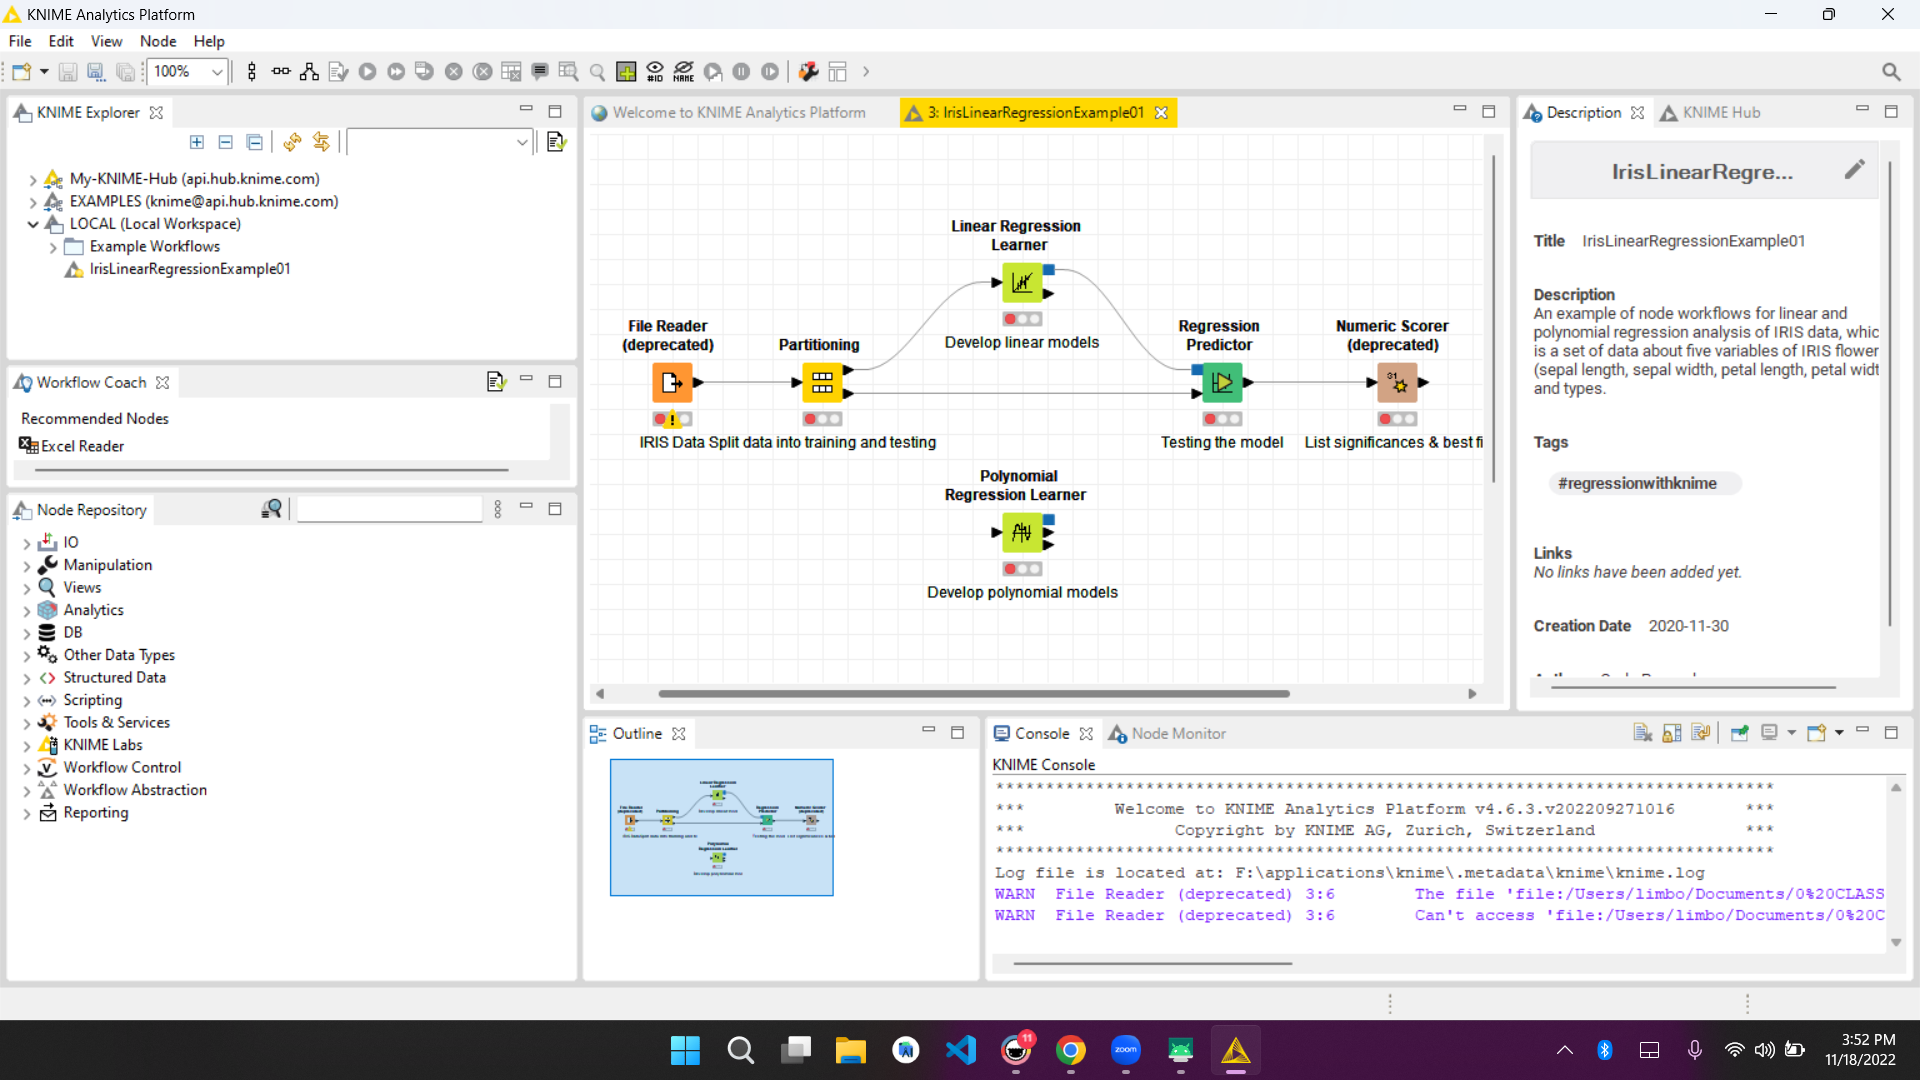 KNIME Analytics Platform
File Edit View Node Help
100%
#ID
NAME
KNIME Explorer
My-KNIME-Hub (api.hub.knime.com)
EXAMPLES (knime@api.hub.knime.com)
LOCAL (Local Workspace)
Example Workflows
IrisLinearRegressionExample01
Workflow Coach
Recommended Nodes
Excel Reader
Node Repository
IO
Manipulation
Views
Analytics
DB
Other Data Types
Structured Data
Scripting
Tools & Services
KNIME Labs
Workflow Control
Workflow Abstraction
Reporting
Welcome to KNIME Analytics Platform
3: IrisLinearRegressionExample01
Linear Regression
Learner
Develop linear models
File Reader
(deprecated)
IRIS Data
Partitioning
Split data into training and testing
Regression
Predictor
Testing the model
Numeric Scorer
(deprecated)
List significances & best fi
Polynomial
Regression Learner
Develop polynomial models
Description
KNIME Hub
IrisLinearRegre...
Title IrisLinearRegressionExample01
Description
An example of node workflows for linear and
polynomial regression analysis of IRIS data, whic
is a set of data about five variables of IRIS flower
(sepal length, sepal width, petal length, petal widt
and types.
Tags
#regressionwithknime
Links
No links have been added yet.
Creation Date 2020-11-30
Outline
Console
Node Monitor
KNIME Console
******************************************************************************
*** Welcome to KNIME Analytics Platform v4.6.3.v202209271016 ***
*** Copyright by KNIME AG, Zurich, Switzerland ***
******************************************************************************
Log file is located at: F:\applications\knime\.metadata\knime\knime.log
WARN File Reader (deprecated) 3:6 The file 'file:/Users/limbo/Documents/0%20CLASS
WARN File Reader (deprecated) 3:6 Can't access 'file:/Users/limbo/Documents/0%20C
11
zoom
3:52 PM
11/18/2022